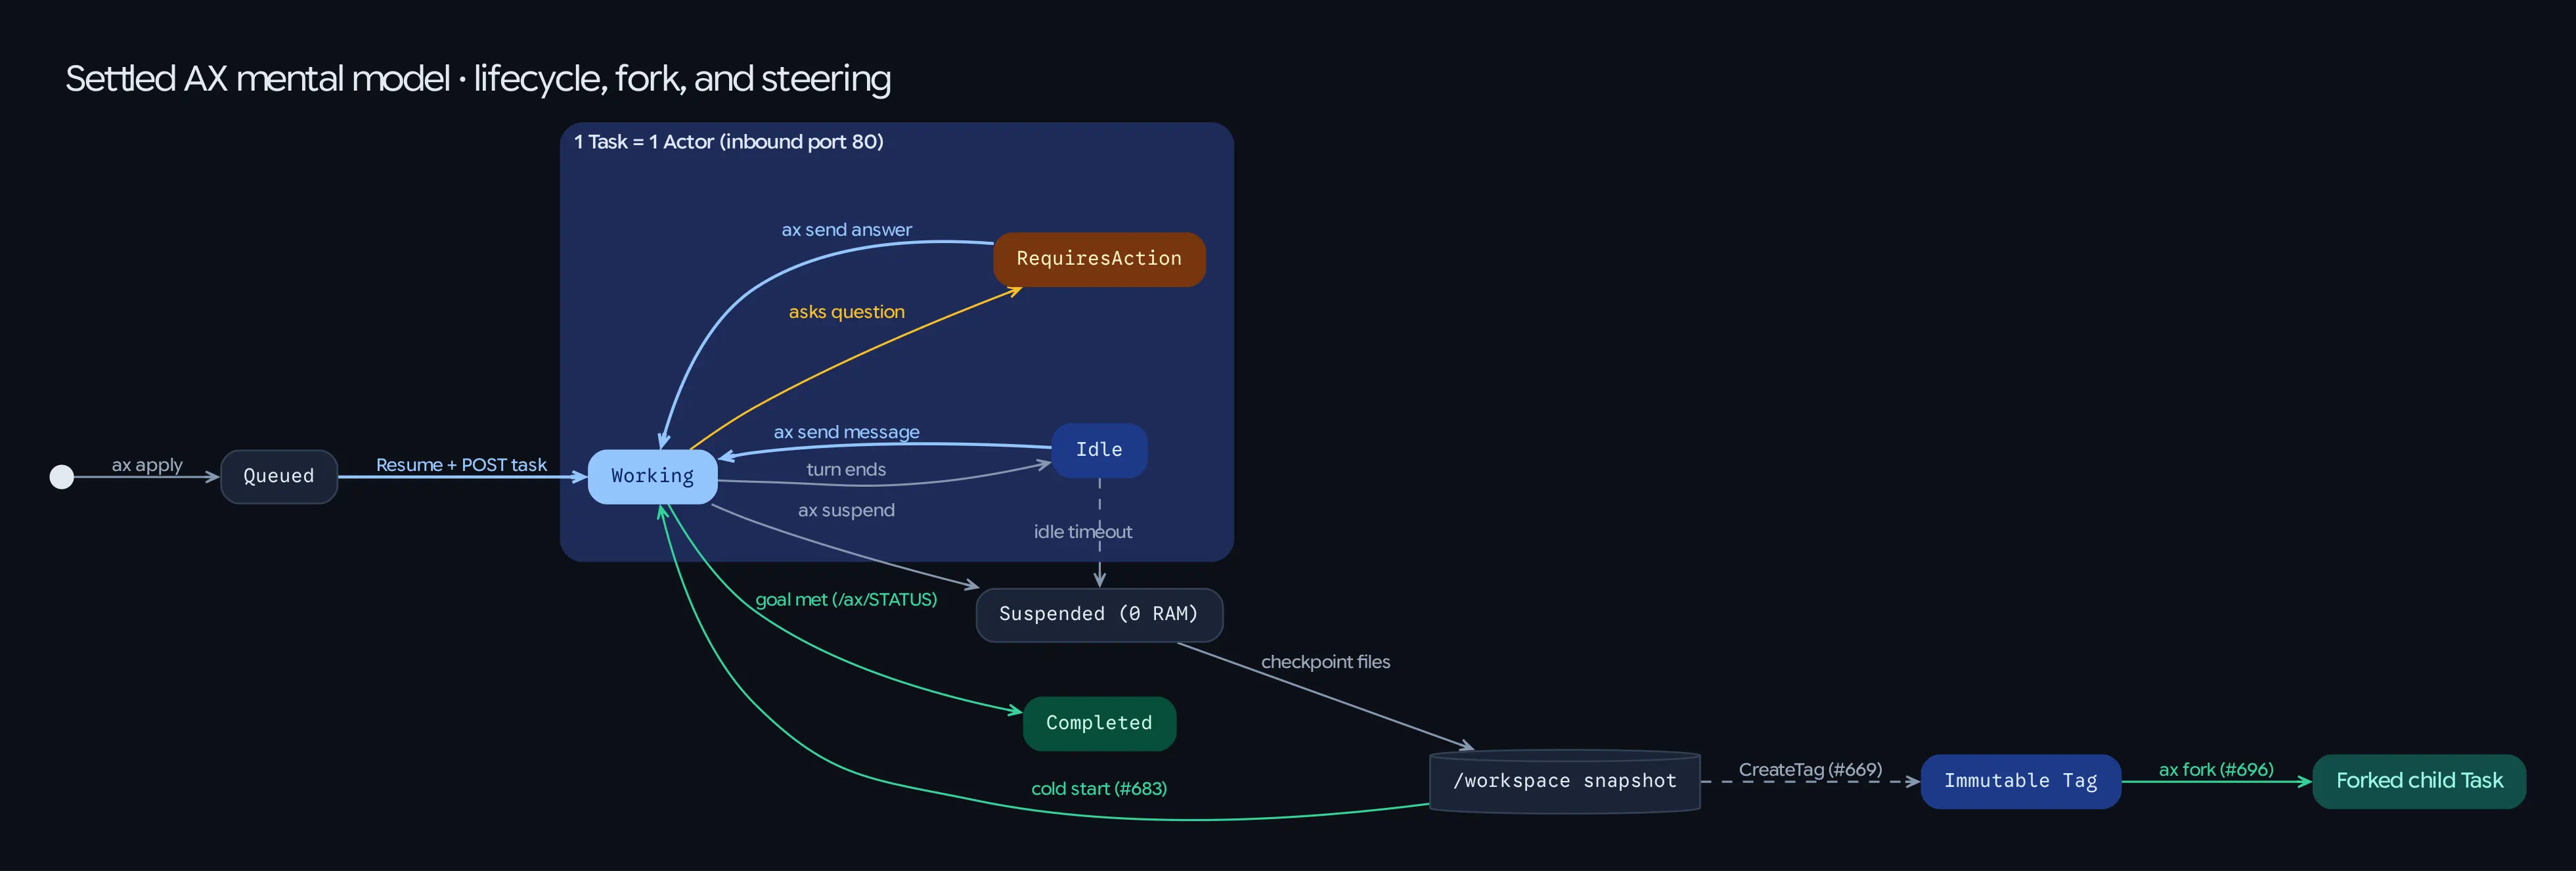 Settled AX mental model · lifecycle, fork, and steering
1 Task = 1 Actor (inbound port 80)
ax send answer
RequiresAction
asks question
ax send message
Idle
ax apply
Queued
Resume + POST task
Working
turn ends
ax suspend
idle timeout
goal met (/ax/STATUS)
Suspended (0 RAM)
checkpoint files
Completed
cold start (#683)
/workspace snapshot
CreateTag (#669)
Immutable Tag
ax fork (#696)
Forked child Task